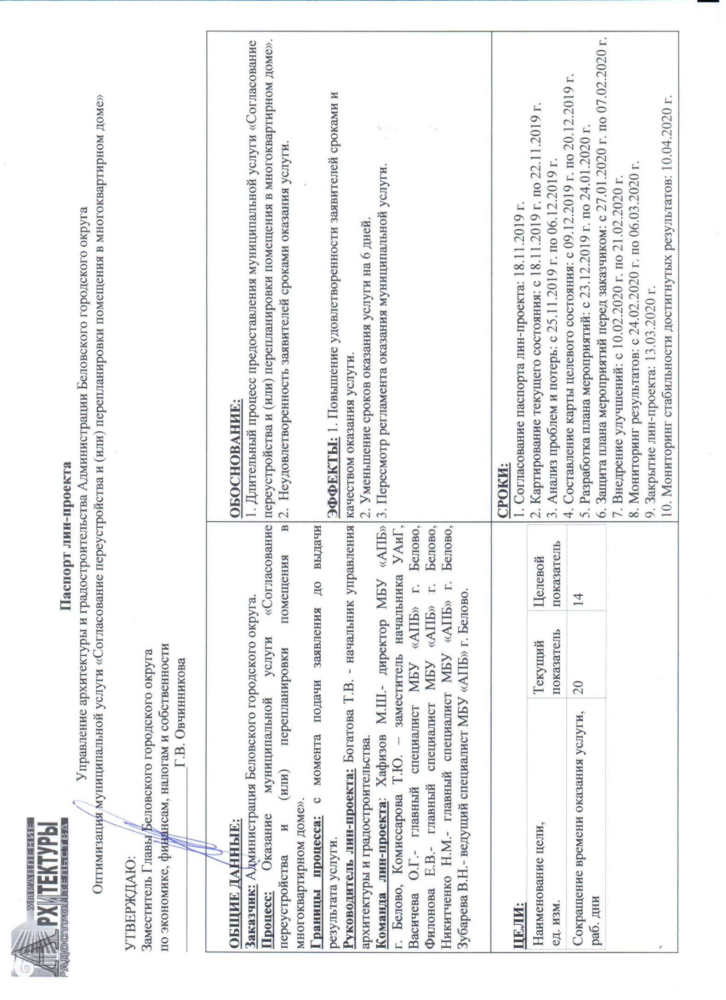 УПРАВЛЕНИЕ
АРХИТЕКТУРЫ
ГРАДОСТРОИТЕЛЬСТВА
Паспорт лин-проекта
Управление архитектуры и градостроительства Администрации Беловского городского округа
Оптимизация муниципальной услуги «Согласование переустройства и (или) перепланировки помещения в многоквартирном доме»
УТВЕРЖДАЮ:
Заместитель Главы Беловского городского округа
по экономике, финансам, налогам и собственности
Г.В. Овчинникова
ОБЩИЕ ДАННЫЕ:
Заказчик: Администрация Беловского городского округа.
Процесс: Оказание муниципальной услуги «Согласование
переустройства и (или) перепланировки помещения в
многоквартирном доме».
Границы процесса: с момента подачи заявления до выдачи
результата услуги.
Руководитель лин-проекта: Богатова Т.В. - начальник управления
архитектуры и градостроительства.
Команда лин-проекта: Хафизов М.Ш.- директор МБУ «АПБ»
г. Белово, Комиссарова Т.Ю. – заместитель начальника УАиГ,
Васичева О.Г.- главный специалист МБУ «АПБ» г. Белово,
Филонова Е.В.- главный специалист МБУ «АПБ» г. Белово,
Никитченко Н.М.- главный специалист МБУ «АПБ» г. Белово,
Зубарева В.Н.- ведущий специалист МБУ «АПБ» г. Белово.
ОБОСНОВАНИЕ:
1. Длительный процесс предоставления муниципальной услуги «Согласование
переустройства и (или) перепланировки помещения в многоквартирном доме».
2. Неудовлетворенность заявителей сроками оказания услуги.
ЭФФЕКТЫ: 1. Повышение удовлетворенности заявителей сроками и
качеством оказания услуги.
2. Уменьшение сроков оказания услуги на 6 дней.
3. Пересмотр регламента оказания муниципальной услуги.
ЦЕЛИ:
Наименование цели,
ед. изм.
Текущий
показатель
Целевой
показатель
Сокращение времени оказания услуги,
раб. дни
20
14
СРОКИ:
1. Согласование паспорта лин-проекта: 18.11.2019 г.
2. Картирование текущего состояния: с 18.11.2019 г. по 22.11.2019 г.
3. Анализ проблем и потерь: с 25.11.2019 г. по 06.12.2019 г.
4. Составление карты целевого состояния: с 09.12.2019 г. по 20.12.2019 г.
5. Разработка плана мероприятий: с 23.12.2019 г. по 24.01.2020 г.
6. Защита плана мероприятий перед заказчиком: с 27.01.2020 г. по 07.02.2020 г.
7. Внедрение улучшений: с 10.02.2020 г. по 21.02.2020 г.
8. Мониторинг результатов: с 24.02.2020 г. по 06.03.2020 г.
9. Закрытие лин-проекта: 13.03.2020 г.
10. Мониторинг стабильности достигнутых результатов: 10.04.2020 г.